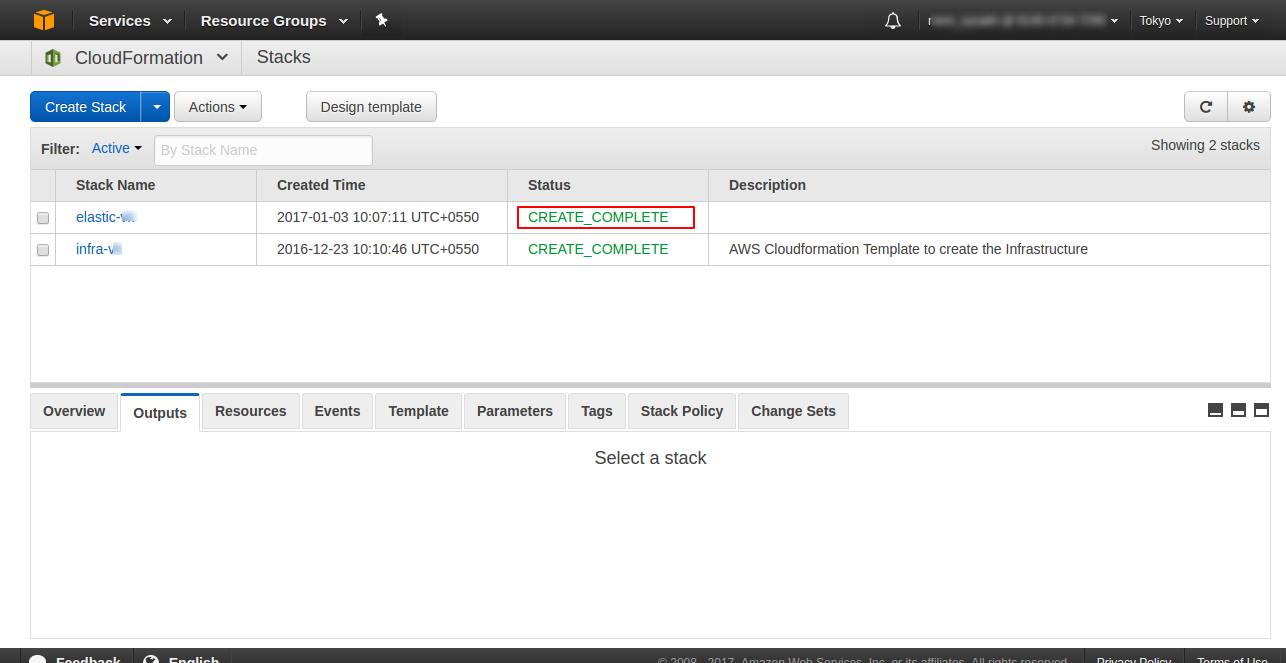 Services Resource Groups Tokyo Support
CloudFormation Stacks
Create Stack Actions Design template
Filter: Active By Stack Name Showing 2 stacks
Stack Name Created Time Status Description
elastic- 2017-01-03 10:07:11 UTC+0550 CREATE_COMPLETE
infra- 2016-12-23 10:10:46 UTC+0550 CREATE_COMPLETE AWS Cloudformation Template to create the Infrastructure
Overview Outputs Resources Events Template Parameters Tags Stack Policy Change Sets
Select a stack
Feedback English © 2008 - 2017, Amazon Web Services, Inc. or its affiliates. All rights reserved. Privacy Policy Terms of Use